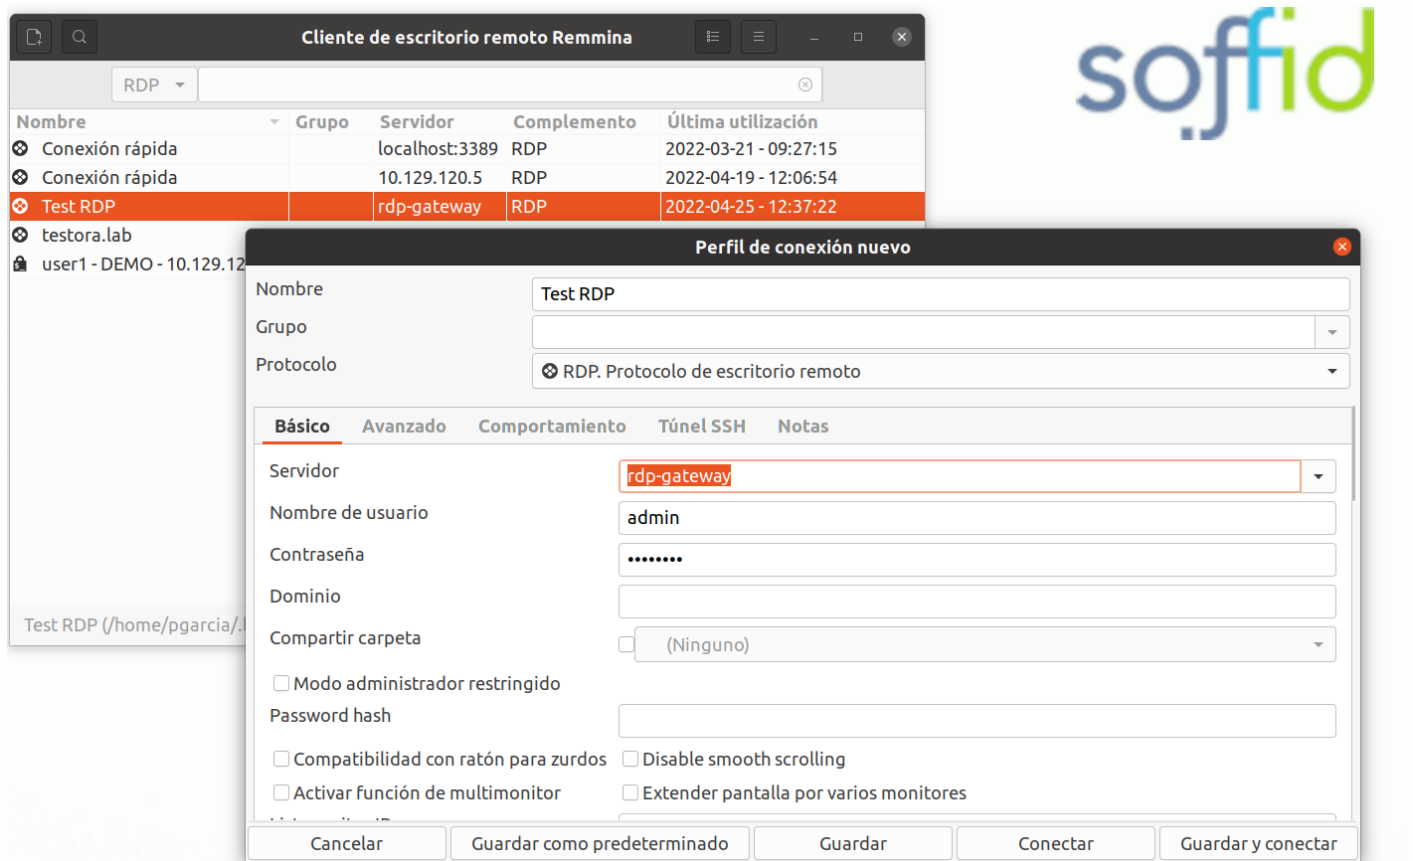 Cliente de escritorio remoto Remmina
soffid
RDP
Nombre Grupo Servidor Complemento Última utilización
Conexión rápida localhost:3389 RDP 2022-03-21 - 09:27:15
Conexión rápida 10.129.120.5 RDP 2022-04-19 - 12:06:54
Test RDP rdp-gateway RDP 2022-04-25 - 12:37:22
testora.lab
user1 - DEMO - 10.129.12
Test RDP (/home/pgarcia/.
Perfil de conexión nuevo
Nombre Test RDP
Grupo
Protocolo RDP. Protocolo de escritorio remoto
Básico Avanzado Comportamiento Túnel SSH Notas
Servidor rdp-gateway
Nombre de usuario admin
Contraseña ••••••••
Dominio
Compartir carpeta (Ninguno)
Modo administrador restringido
Password hash
Compatibilidad con ratón para zurdos Disable smooth scrolling
Activar función de multimonitor Extender pantalla por varios monitores
Cancelar Guardar como predeterminado Guardar Conectar Guardar y conectar